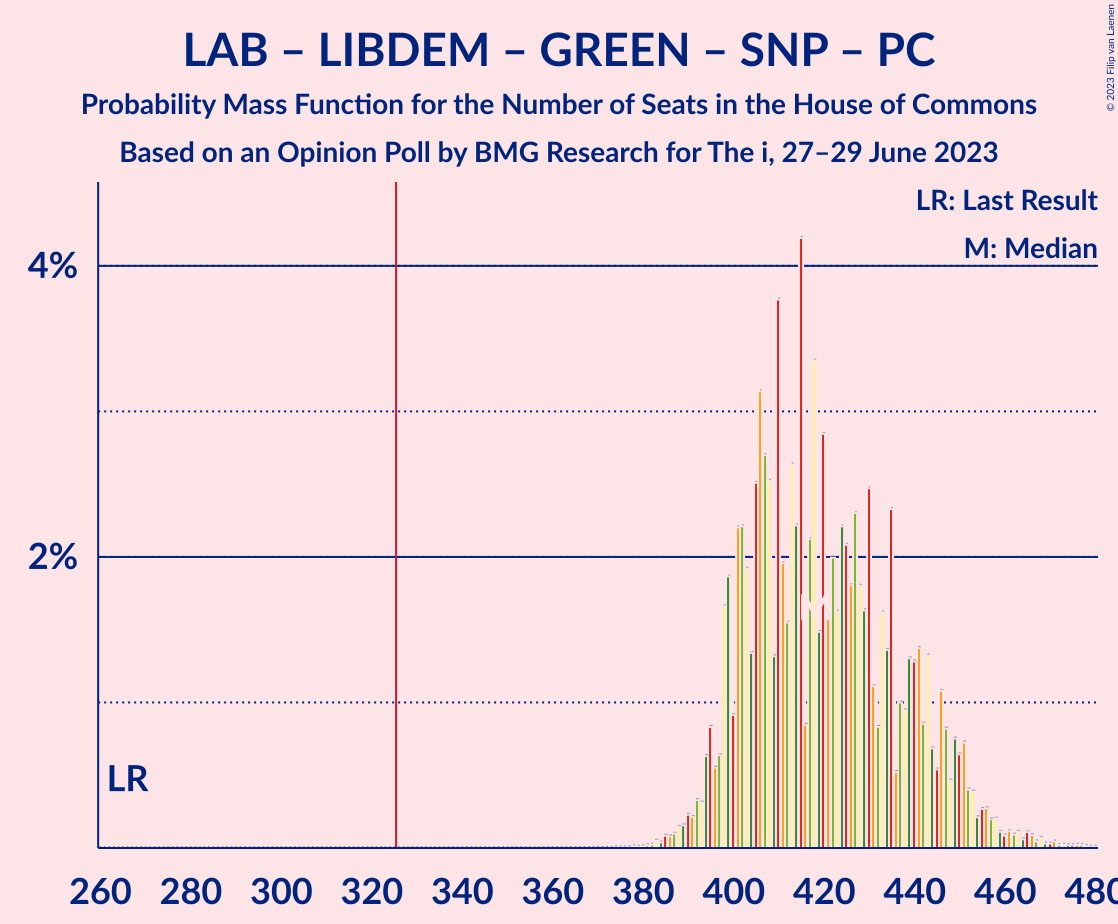 LAB – LIBDEM – GREEN – SNP – PC
Probability Mass Function for the Number of Seats in the House of Commons
Based on an Opinion Poll by BMG Research for The i, 27–29 June 2023
© 2023 Filip van Laenen
LR: Last Result
M: Median
4%
2%
M
LR
260 280 300 320 340 360 380 400 420 440 460 480